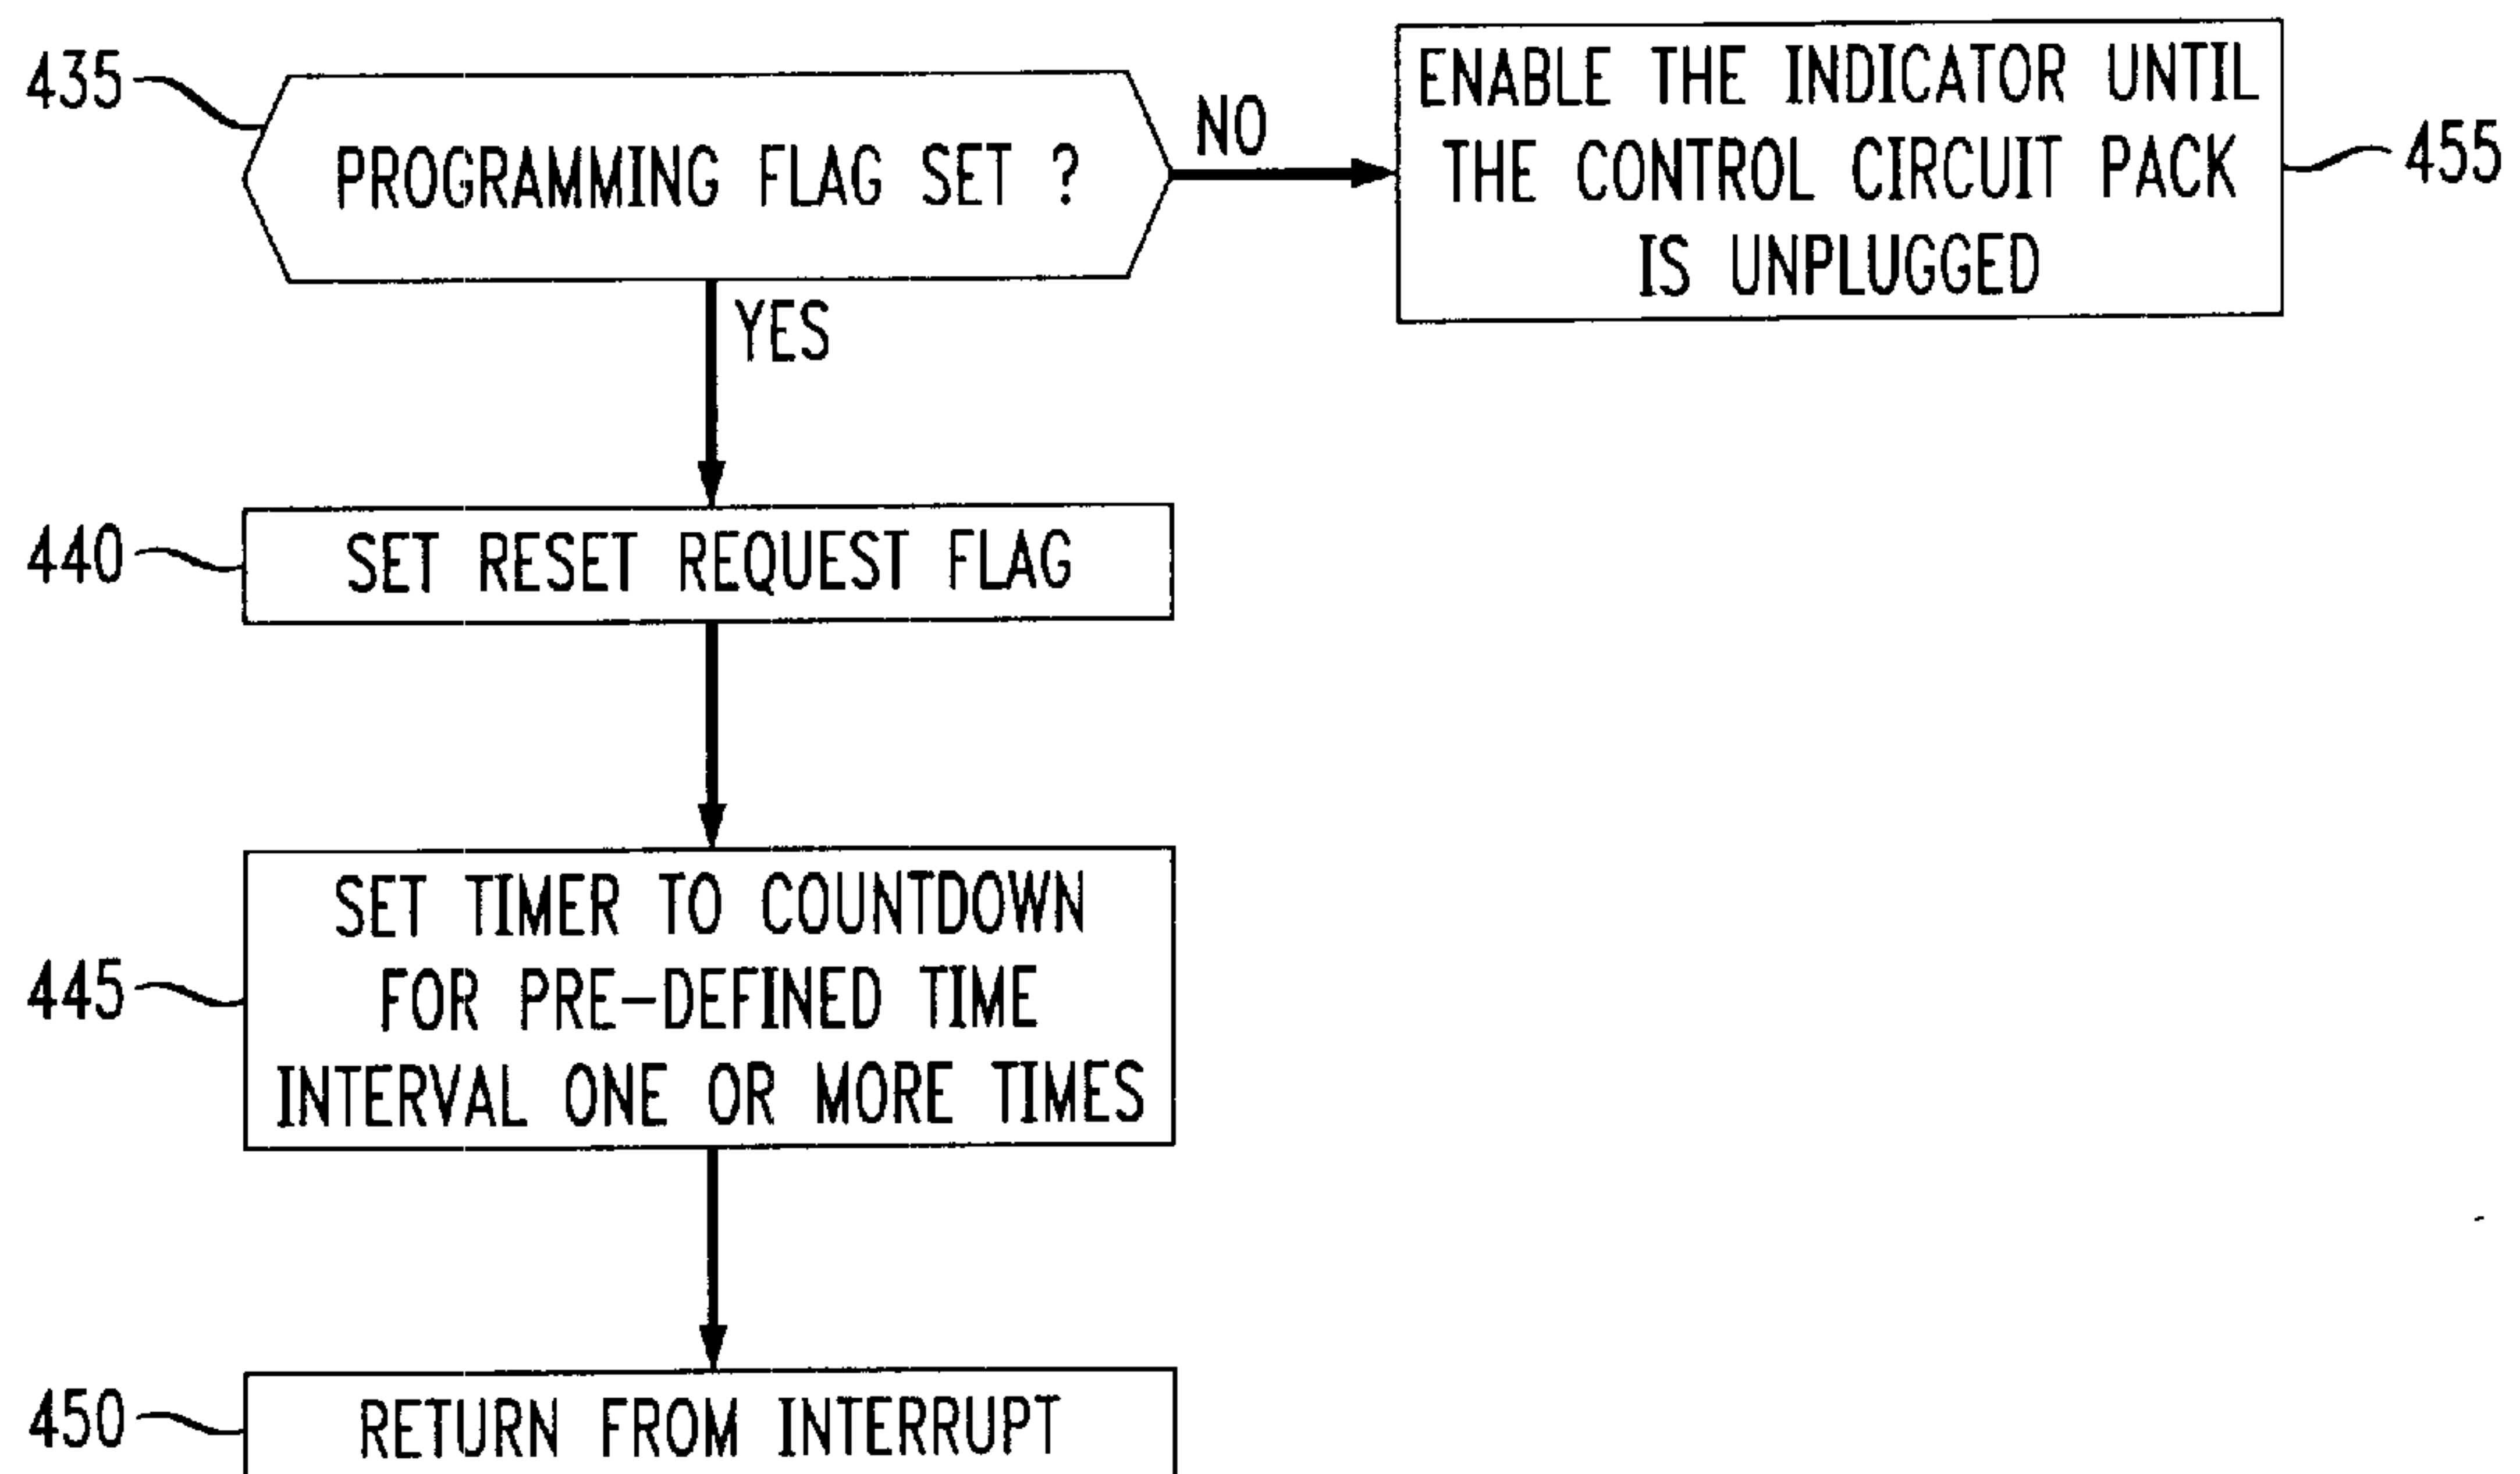 435
PROGRAMMING FLAG SET ?
NO
ENABLE THE INDICATOR UNTIL
THE CONTROL CIRCUIT PACK
IS UNPLUGGED
455
YES
440
SET RESET REQUEST FLAG
445
SET TIMER TO COUNTDOWN
FOR PRE-DEFINED TIME
INTERVAL ONE OR MORE TIMES
450
RETURN FROM INTERRUPT